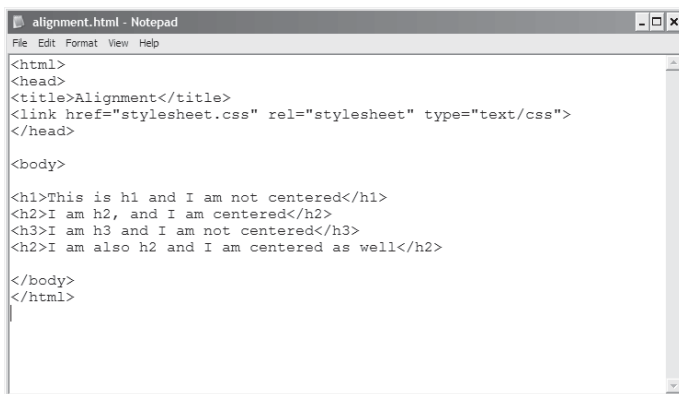 alignment.html - Notepad
File Edit Format View Help
<html>
<head>
<title>Alignment</title>
<link href="stylesheet.css" rel="stylesheet" type="text/css">
</head>
<body>
<h1>This is h1 and I am not centered</h1>
<h2>I am h2, and I am centered</h2>
<h3>I am h3 and I am not centered</h3>
<h2>I am also h2 and I am centered as well</h2>
</body>
</html>